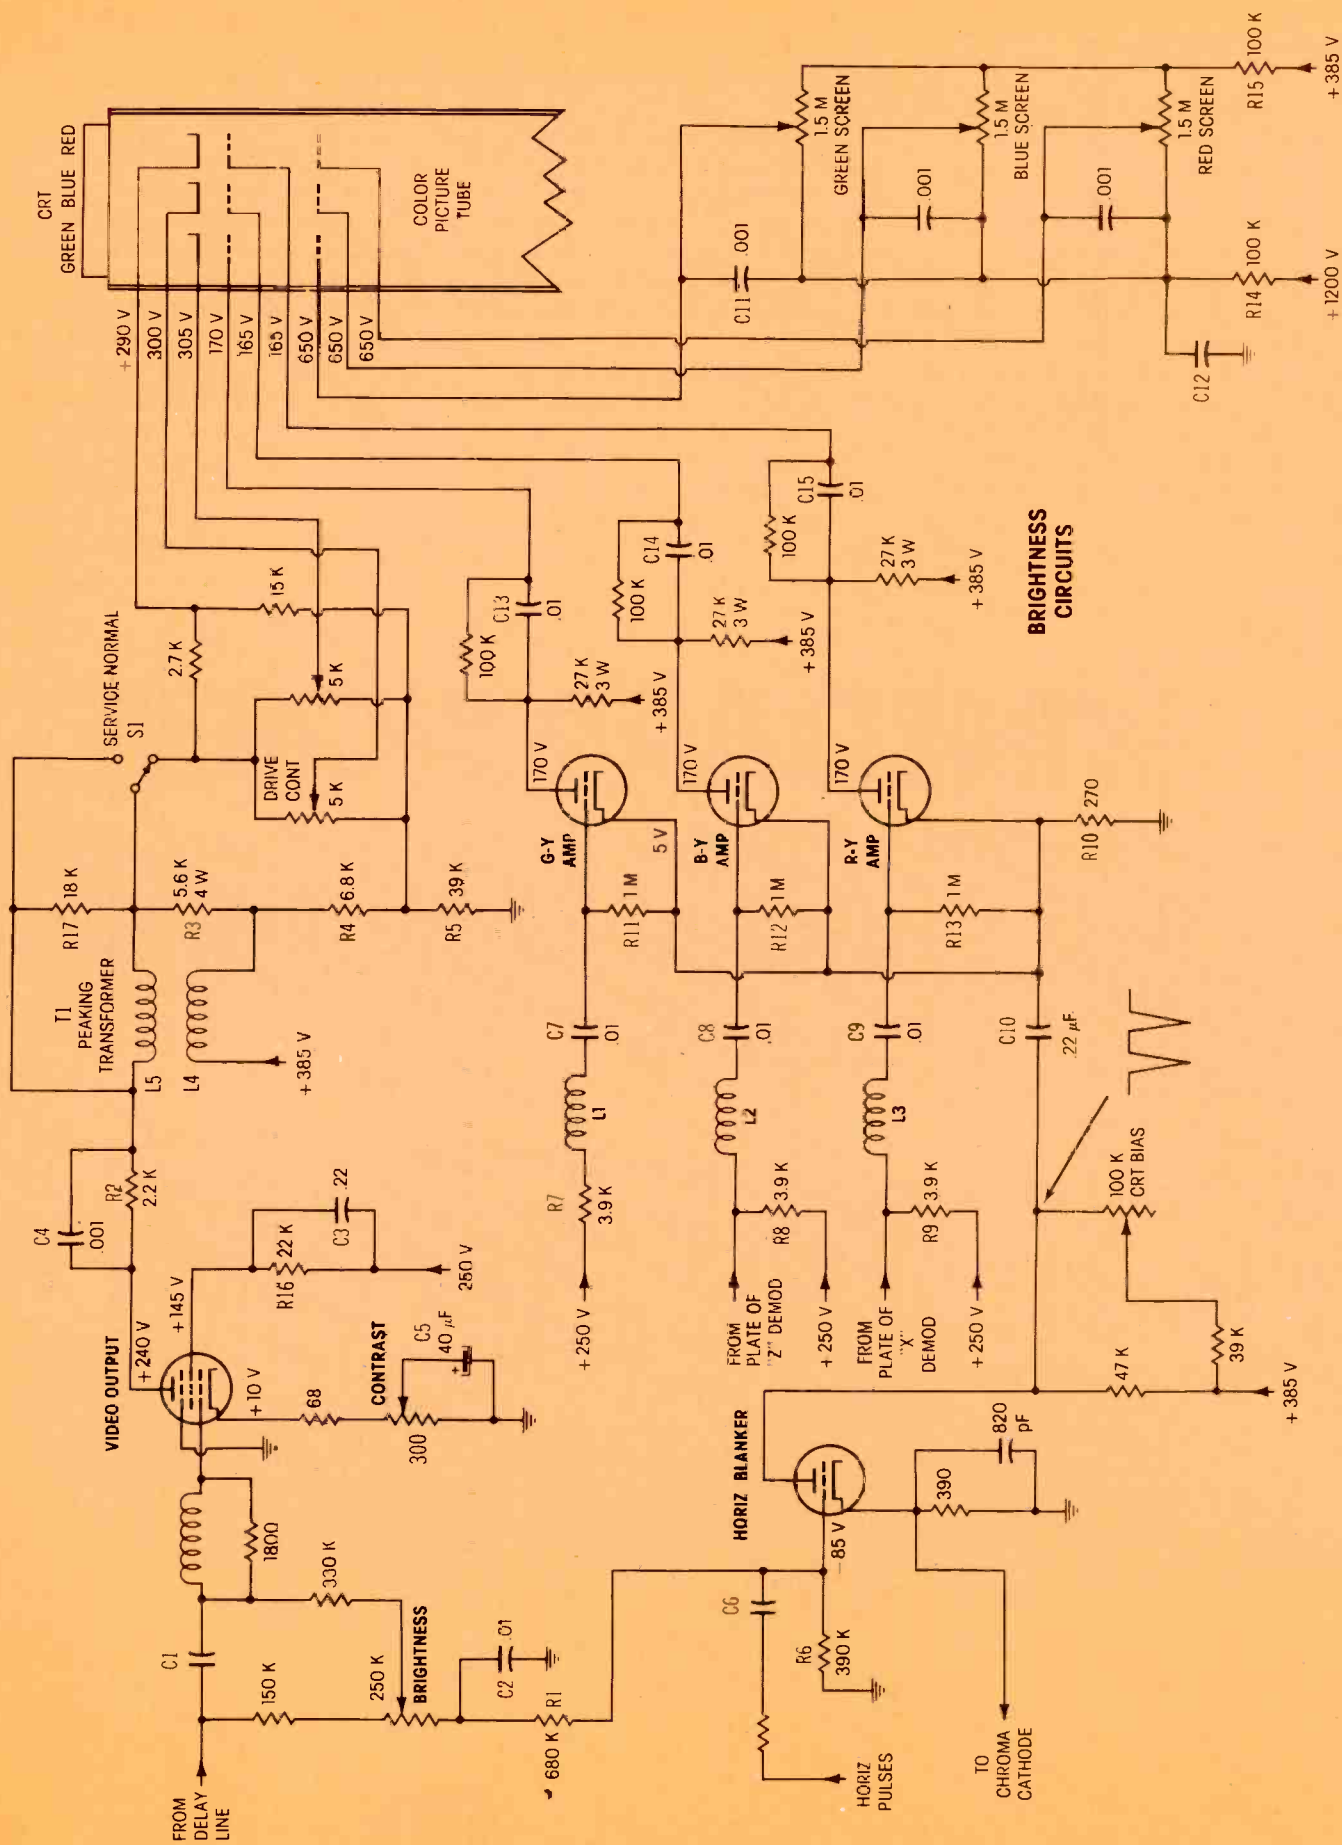 CRT
GREEN BLUE RED
COLOR
PICTURE
TUBE
+290 V
300 V
305 V
170 V
165 V
165 V
650 V
650 V
650 V
100 K
R15
+385 V
1.5 M
GREEN SCREEN
1.5 M
BLUE SCREEN
1.5 M
RED SCREEN
C11
.001
.001
.001
R14
100 K
+1200 V
C12
SERVICE NORMAL
S1
2.7 K
15 K
DRIVE
CONT
5 K
5 K
100 K
C13
.01
27 K
3 W
+385 V
100 K
C14
.01
27 K
3 W
+385 V
100 K
C15
.01
27 K
3 W
+385 V
BRIGHTNESS
CIRCUITS
R17
18 K
R3
5.6 K
4 W
R4
6.8 K
R5
39 K
T1
PEAKING
TRANSFORMER
L5
L4
+385 V
G-Y
AMP
170 V
5 V
R11
1 M
B-Y
AMP
170 V
R12
1 M
R-Y
AMP
170 V
R13
1 M
R10
270
C7
.01
L1
R7
3.9 K
+250 V
C8
.01
L2
R8
3.9 K
FROM
PLATE OF
"Z" DEMOD
+250 V
C9
.01
L3
R9
3.9 K
FROM
PLATE OF
"X"
DEMOD
+250 V
C10
.22 µF
100 K
CRT BIAS
39 K
47 K
+385 V
C4
.001
R2
2.2 K
VIDEO OUTPUT
+240 V
+145 V
+10 V
R16
22 K
C3
.22
250 V
68
CONTRAST
300
C5
40 µF
+
1800
330 K
C1
150 K
250 K
BRIGHTNESS
C2
.01
R1
680 K
FROM
DELAY
LINE
HORIZ BLANKER
-85 V
C6
R6
390 K
390
820
pF
HORIZ
PULSES
TO
CHROMA
CATHODE